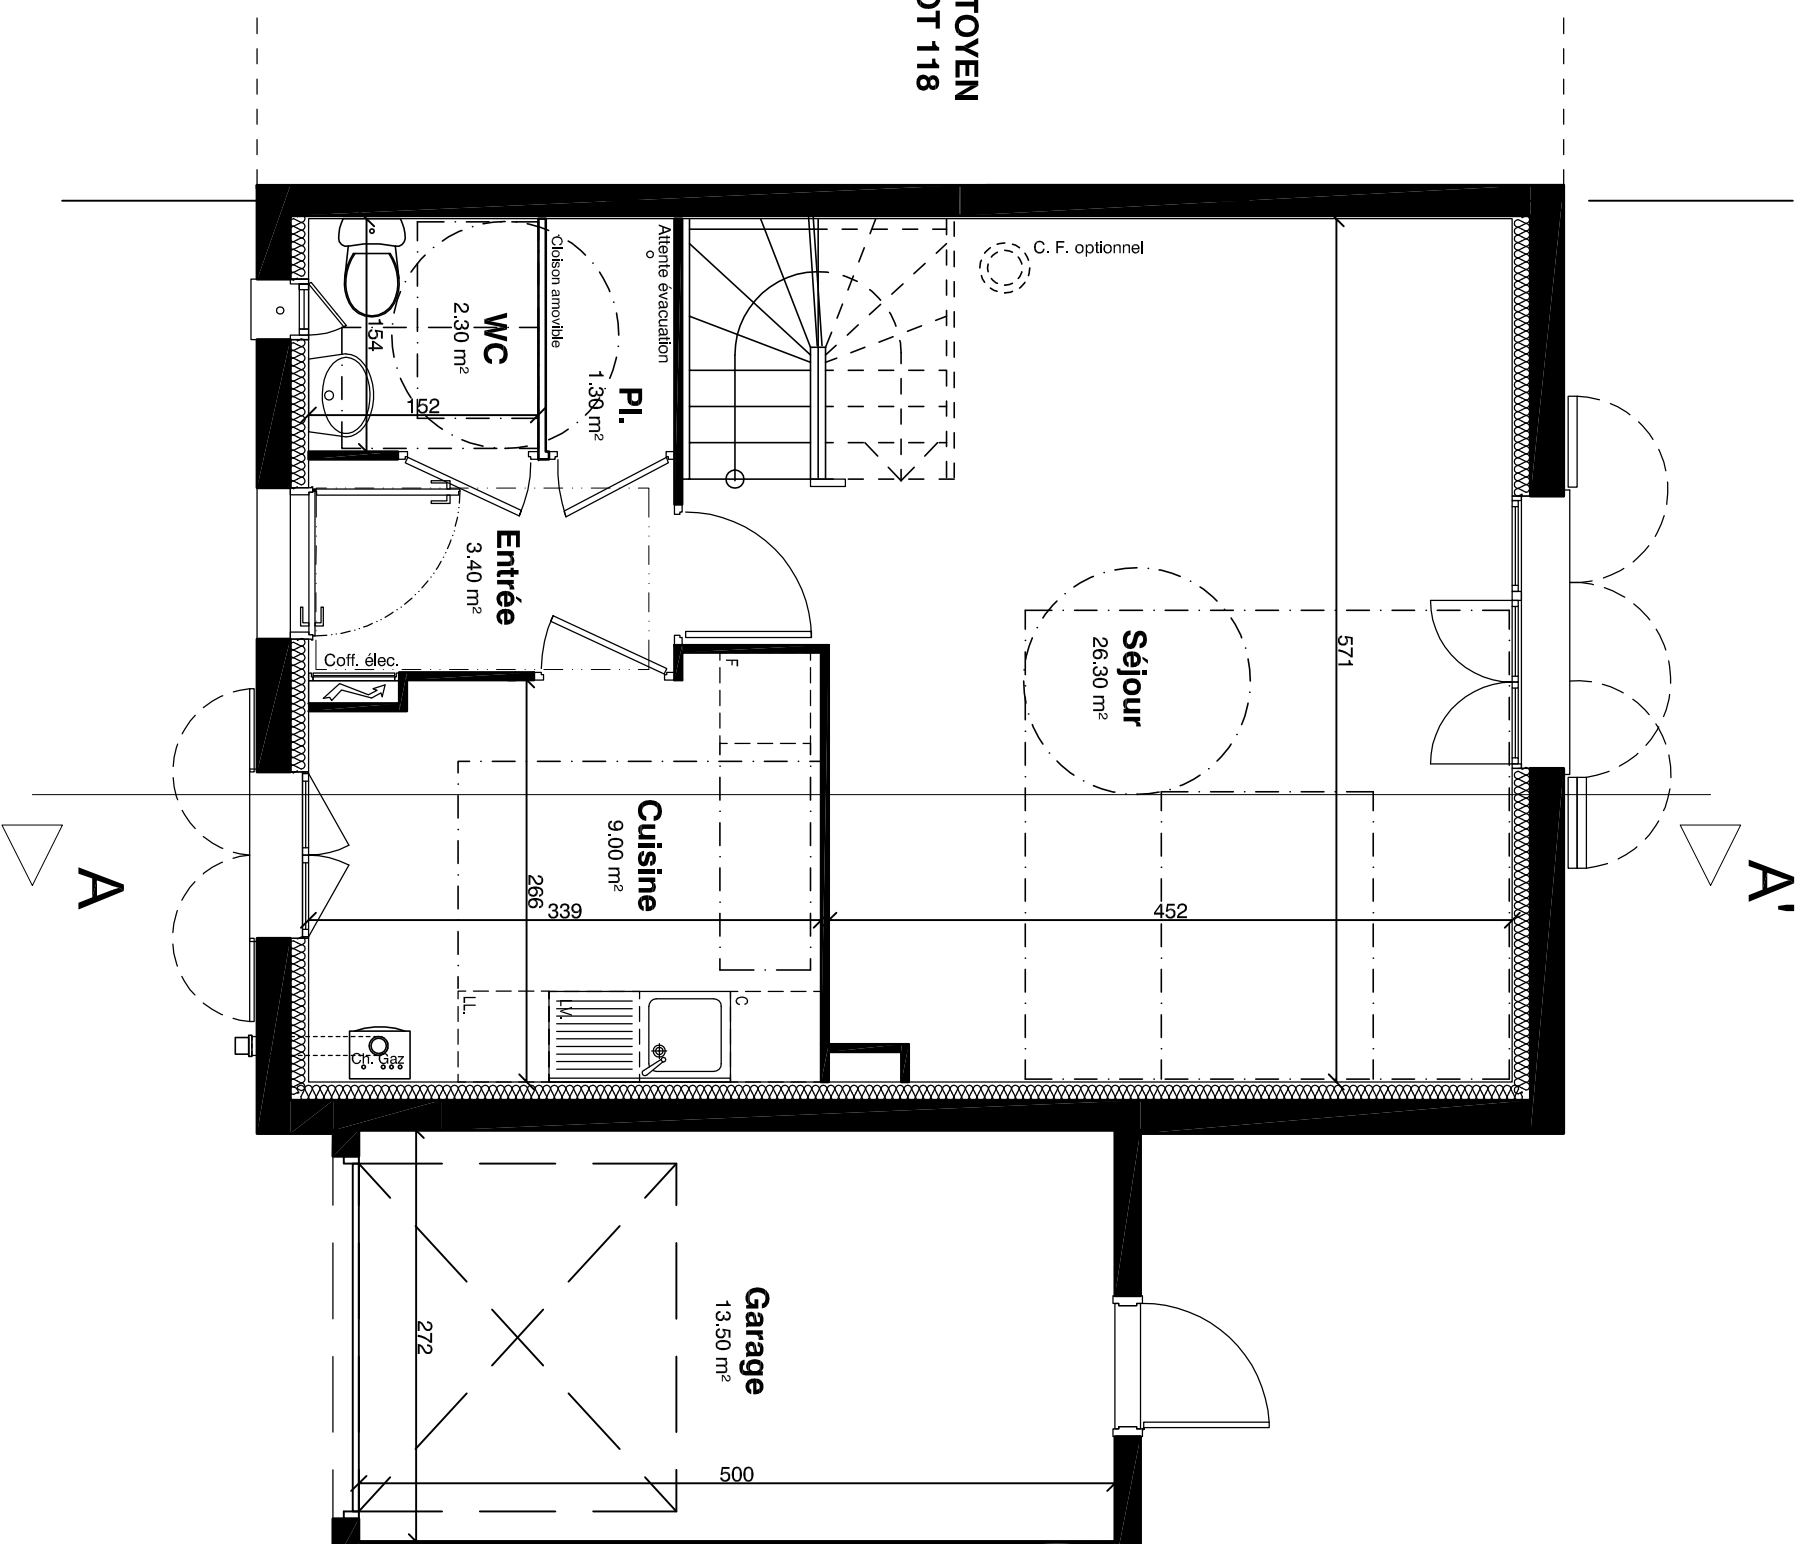 TOYEN
OT 118
C. F. optionnel
Attente évacuation
Cloison amovible
WC
2.30 m²
154
152
Pl.
1.30 m²
Entrée
3.40 m²
Coff. élec.
Séjour
26.30 m²
571
452
F
Cuisine
9.00 m²
266
339
C
LV.
LL.
Ch. Gaz
A
A'
Garage
13.50 m²
272
500